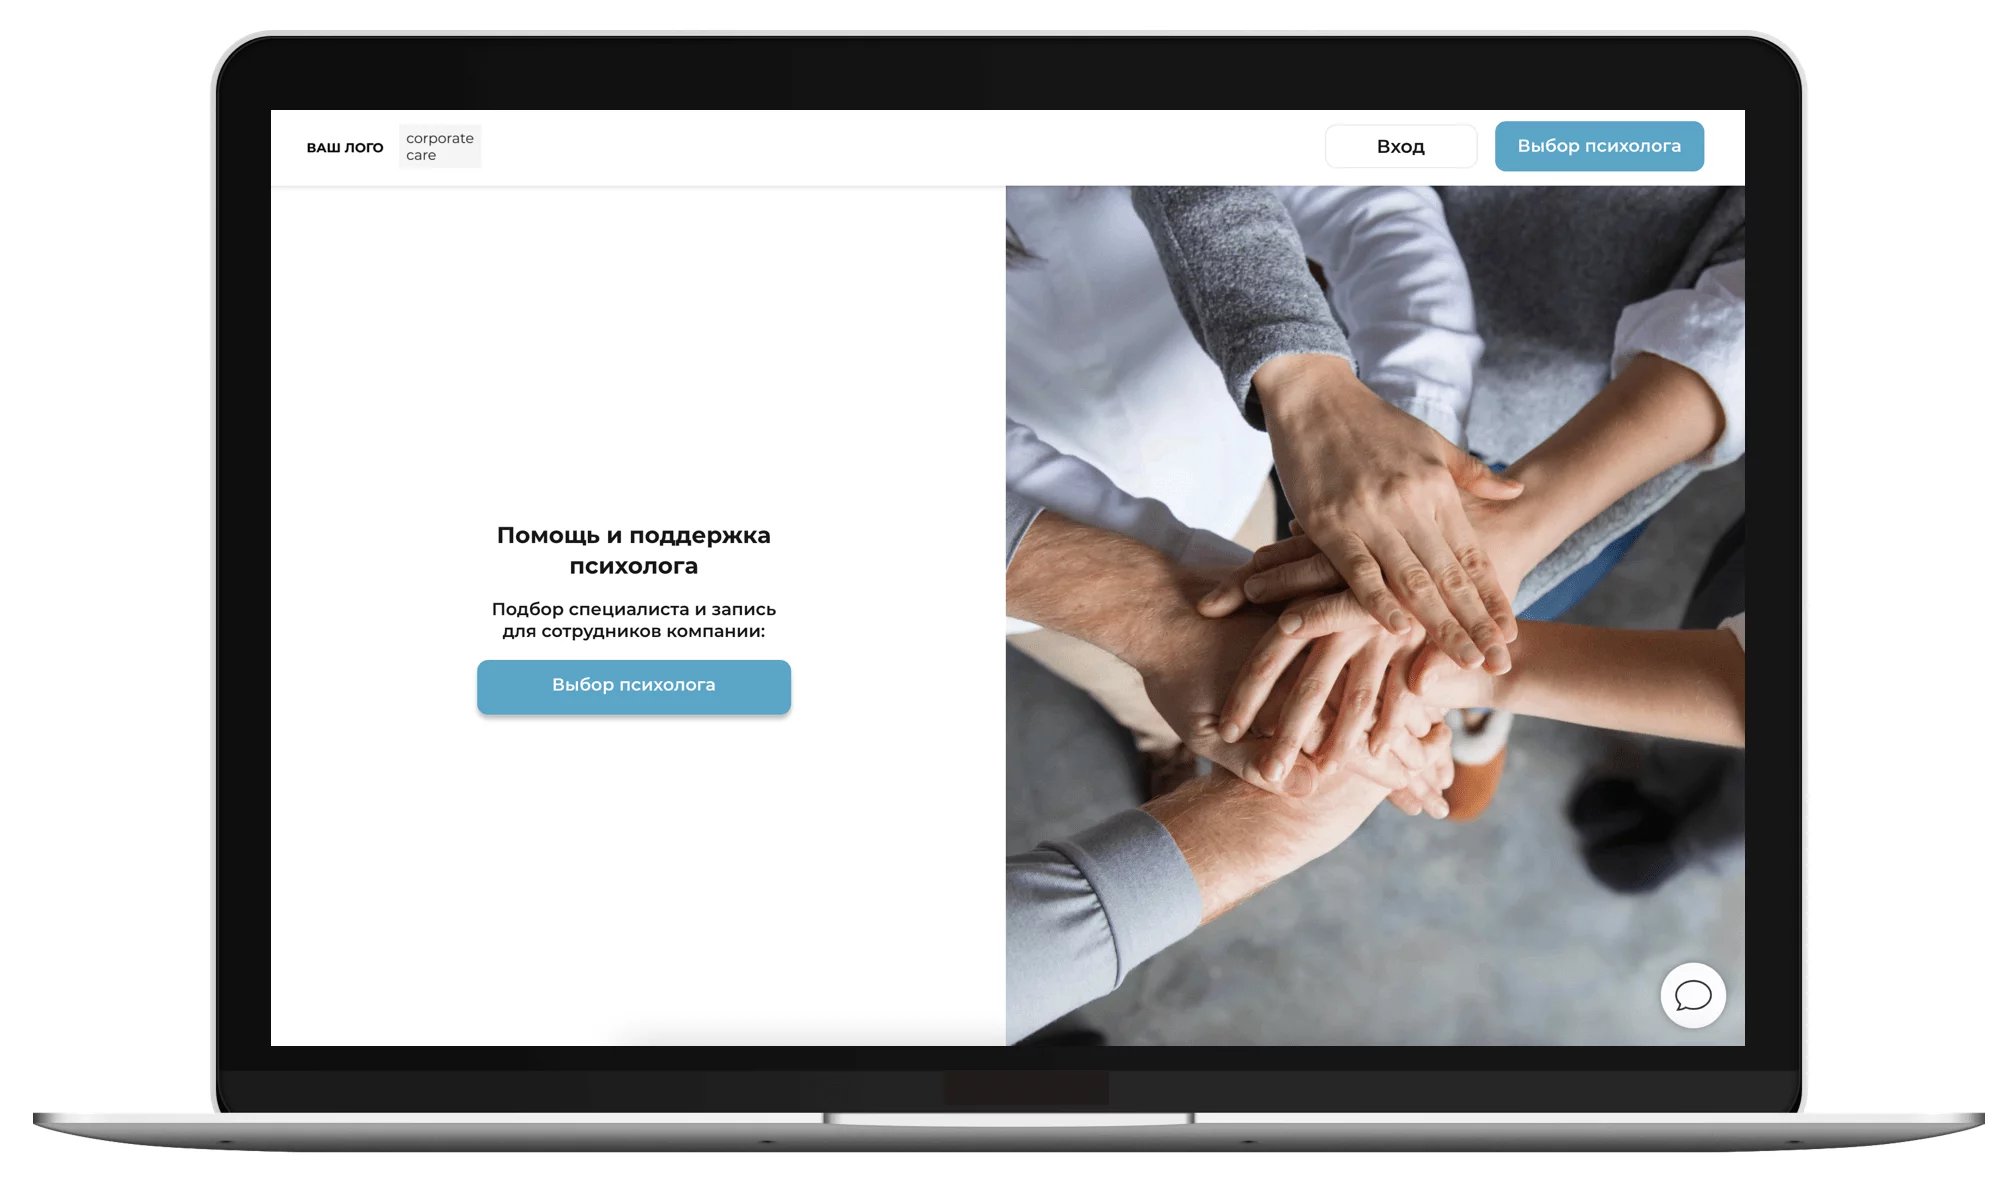 ВАШ ЛОГО
corporate
care
Вход
Выбор психолога
Помощь и поддержка
психолога
Подбор специалиста и запись
для сотрудников компании:
Выбор психолога